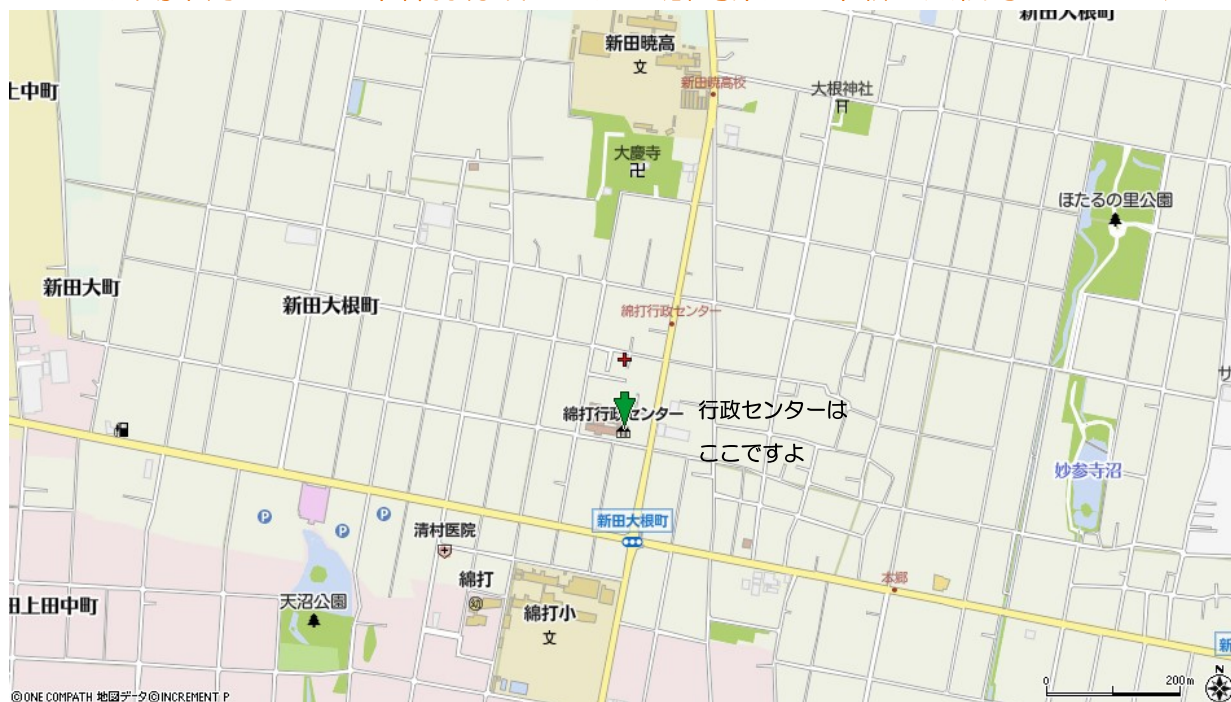 新田大根町
新田暁高
文
新田暁高校
大根神社
上中町
大慶寺
ほたるの里公園
新田大町
新田大根町
綿打行政センター
サ
綿打行政センター
行政センターは
ここですよ
妙参寺沼
新田大根町
清村医院
綿打
幼
本郷
天沼公園
綿打小
文
田上田中町
新
P
P
P
0
200m
N
©ONE COMPATH 地図データ©INCREMENT P